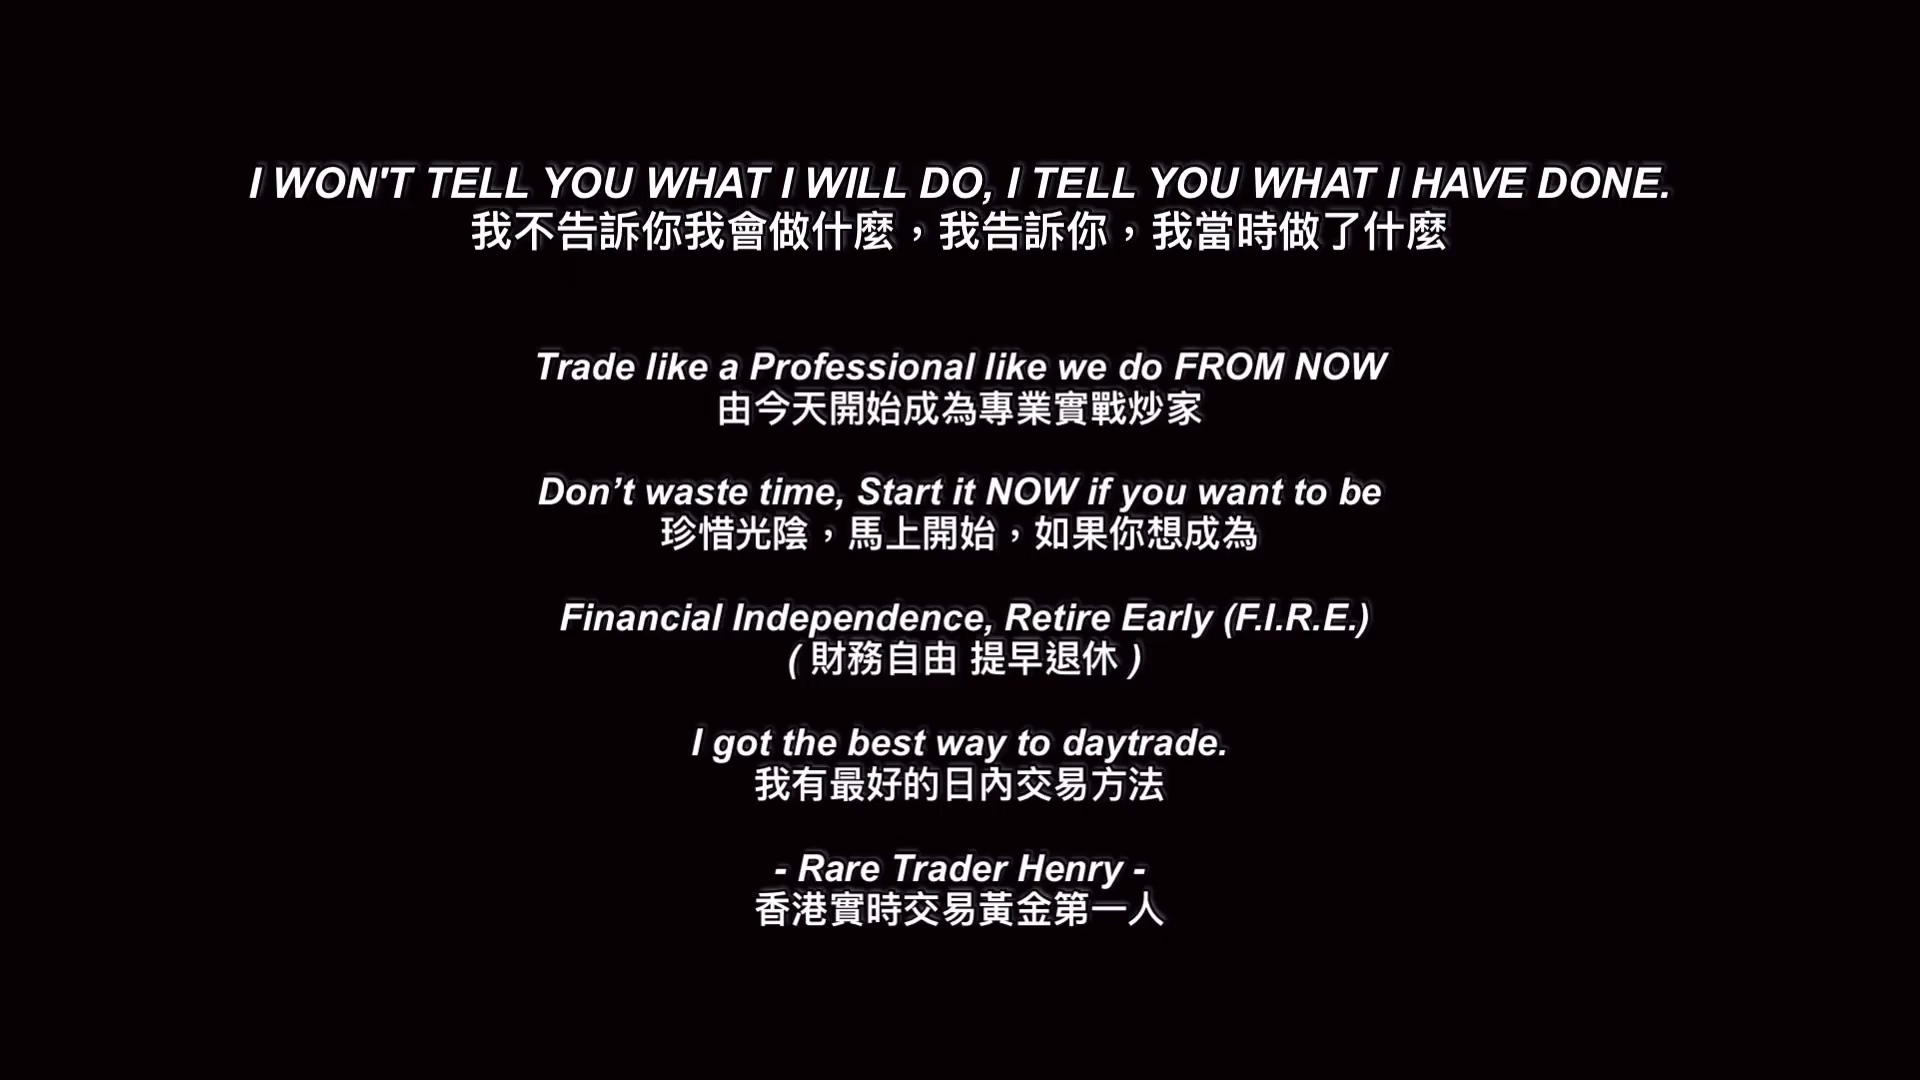 I WON'T TELL YOU WHAT I WILL DO, I TELL YOU WHAT I HAVE DONE.
我不告訴你我會做什麼，我告訴你，我當時做了什麼
Trade like a Professional like we do FROM NOW
由今天開始成為專業實戰炒家
Don’t waste time, Start it NOW if you want to be
珍惜光陰，馬上開始，如果你想成為
Financial Independence, Retire Early (F.I.R.E.)
( 財務自由 提早退休 )
I got the best way to daytrade.
我有最好的日內交易方法
- Rare Trader Henry -
香港實時交易黃金第一人